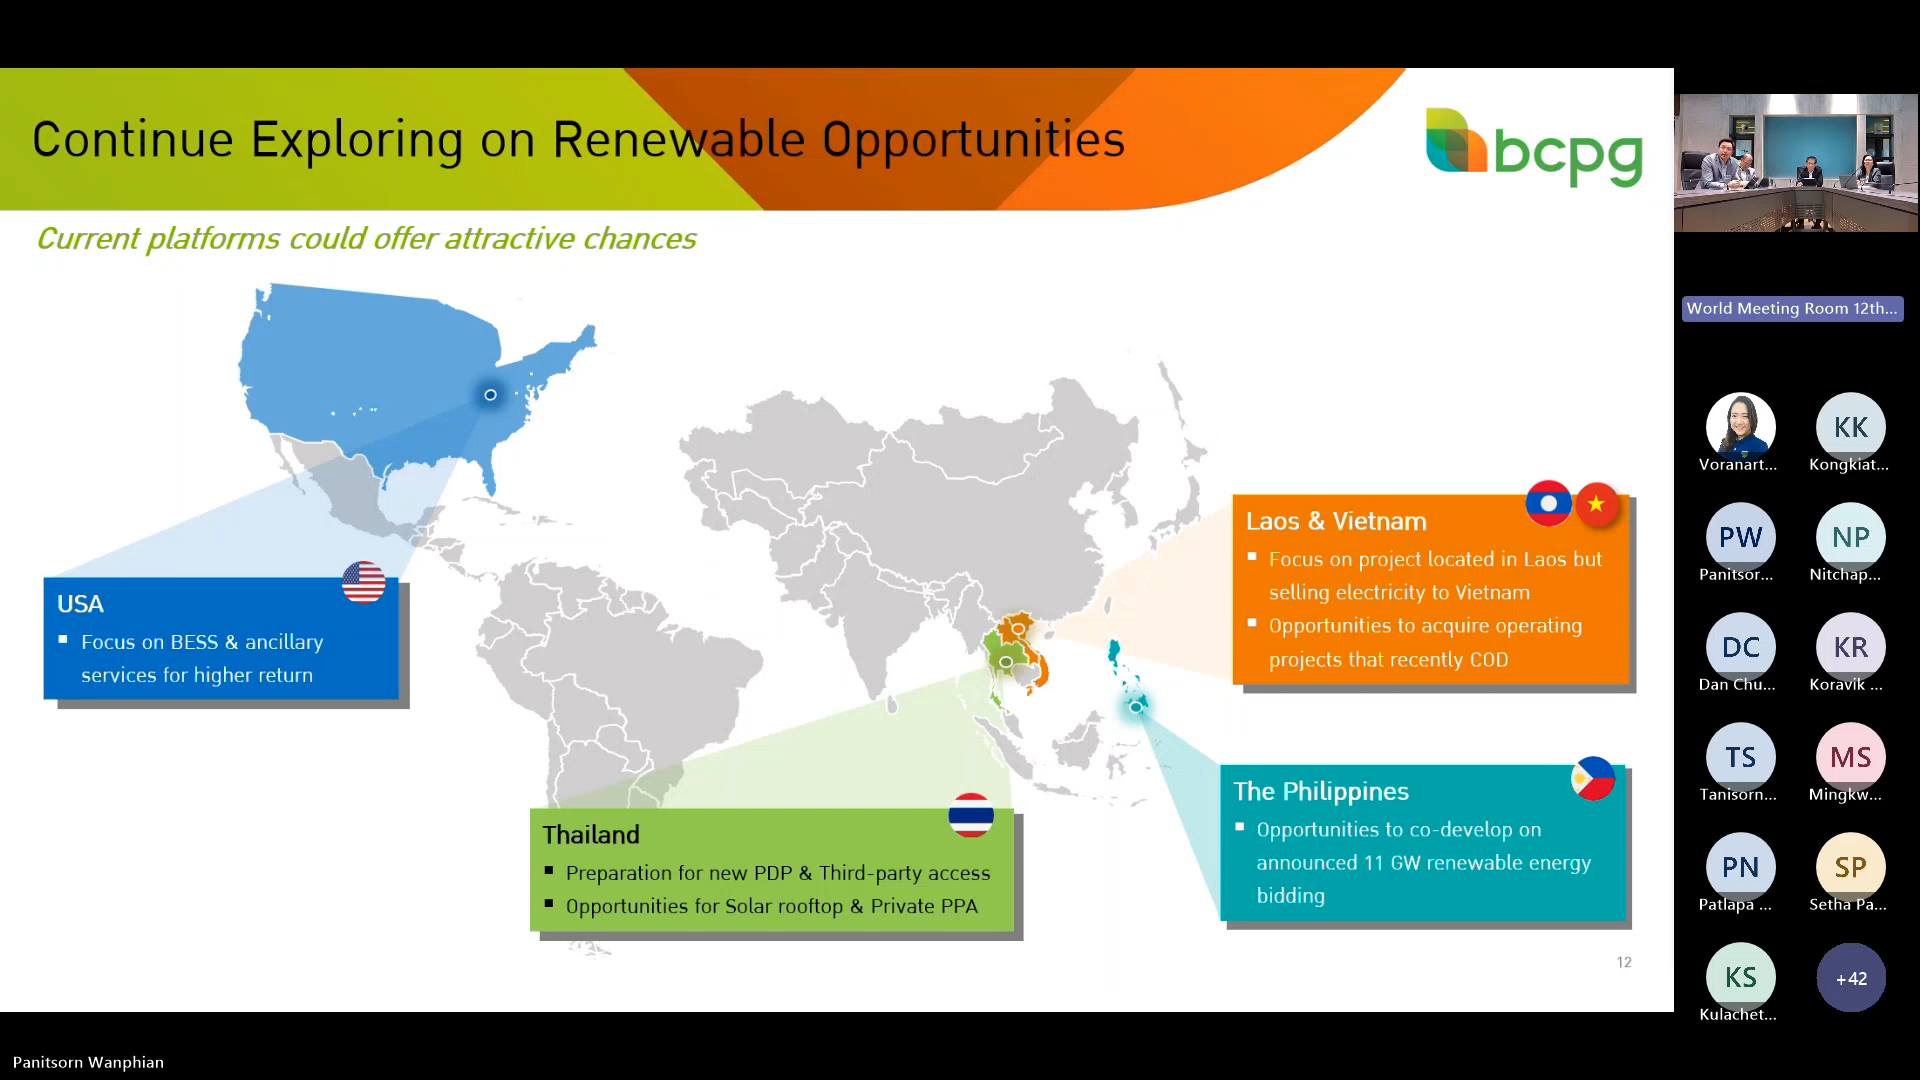 Continue Exploring on Renewable Opportunities
bcpg
Current platforms could offer attractive chances
USA
Focus on BESS & ancillary
services for higher return
Thailand
Preparation for new PDP & Third-party access
Opportunities for Solar rooftop & Private PPA
Laos & Vietnam
Focus on project located in Laos but
selling electricity to Vietnam
Opportunities to acquire operating
projects that recently COD
The Philippines
Opportunities to co-develop on
announced 11 GW renewable energy
bidding
12
World Meeting Room 12th...
Voranart...
KK
Kongkiat...
PW
Panitsor...
NP
Nitchap...
DC
Dan Chu...
KR
Koravik ...
TS
Tanisorn...
MS
Mingkw...
PN
Patlapa ...
SP
Setha Pa...
KS
Kulachet...
+42
Panitsorn Wanphian